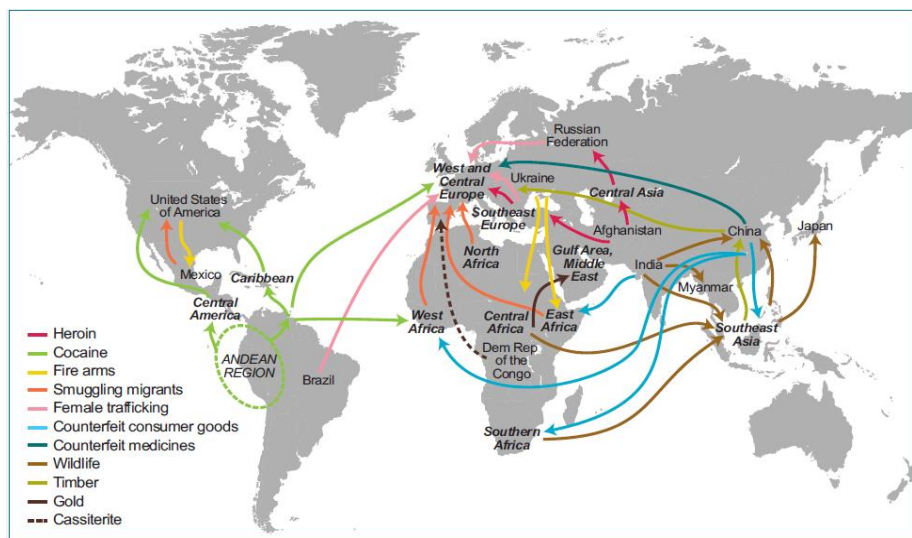 Russian
Federation
West and
Central
Europe
Ukraine
Central Asia
United States
of America
Southeast
Europe
Afghanistan
China
Japan
Mexico
Caribbean
North
Africa
Gulf Area,
Middle
East
India
Myanmar
Central
America
West
Africa
Central
Africa
East
Africa
Southeast
Asia
ANDEAN
REGION
Brazil
Dem Rep
of the
Congo
Southern
Africa
Heroin
Cocaine
Fire arms
Smuggling migrants
Female trafficking
Counterfeit consumer goods
Counterfeit medicines
Wildlife
Timber
Gold
Cassiterite